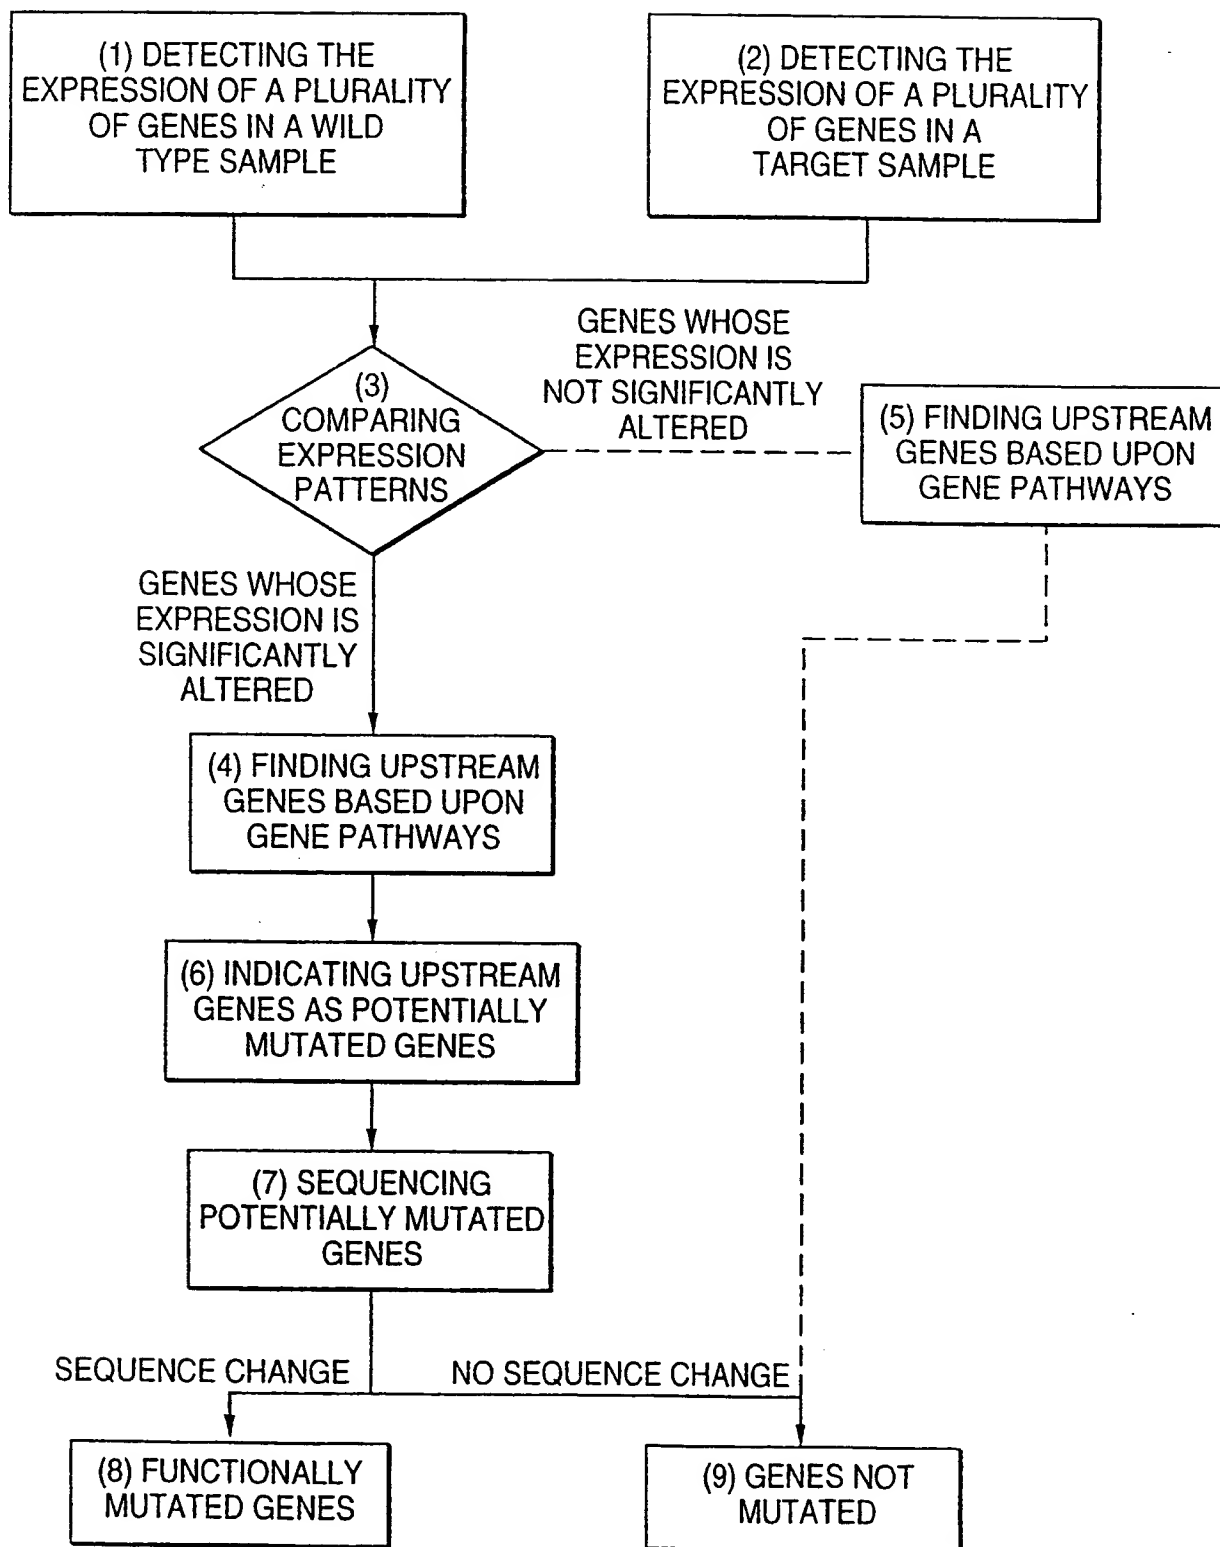 (1) DETECTING THE
EXPRESSION OF A PLURALITY
OF GENES IN A WILD
TYPE SAMPLE
(2) DETECTING THE
EXPRESSION OF A PLURALITY
OF GENES IN A
TARGET SAMPLE
(3)
COMPARING
EXPRESSION
PATTERNS
GENES WHOSE
EXPRESSION IS
NOT SIGNIFICANTLY
ALTERED
(5) FINDING UPSTREAM
GENES BASED UPON
GENE PATHWAYS
GENES WHOSE
EXPRESSION IS
SIGNIFICANTLY
ALTERED
(4) FINDING UPSTREAM
GENES BASED UPON
GENE PATHWAYS
(6) INDICATING UPSTREAM
GENES AS POTENTIALLY
MUTATED GENES
(7) SEQUENCING
POTENTIALLY MUTATED
GENES
SEQUENCE CHANGE
NO SEQUENCE CHANGE
(8) FUNCTIONALLY
MUTATED GENES
(9) GENES NOT
MUTATED